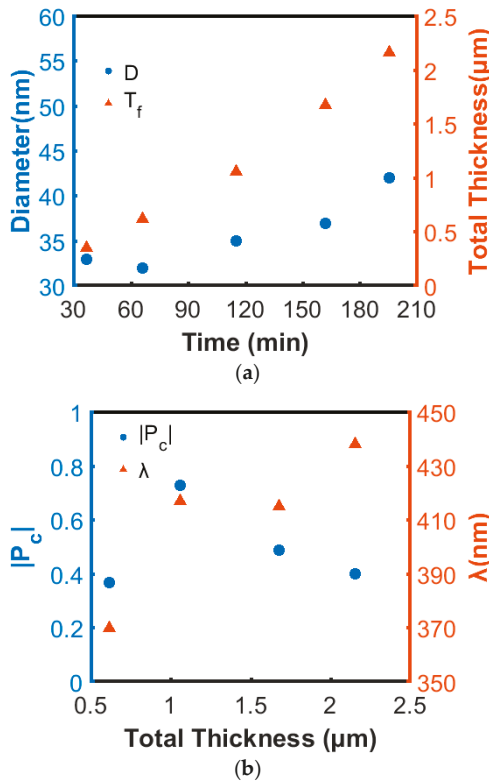 60
55
50
45
40
35
30
Diameter(nm)
D
T_f
2.5
2
1.5
1
0.5
0
Total Thickness(μm)
30 60 90 120 150 180 210
Time (min)
(a)
1
0.8
0.6
0.4
0.2
0
|P_c|
|P_c|
λ
450
430
410
390
370
350
λ(nm)
0.5 1 1.5 2 2.5
Total Thickness (μm)
(b)